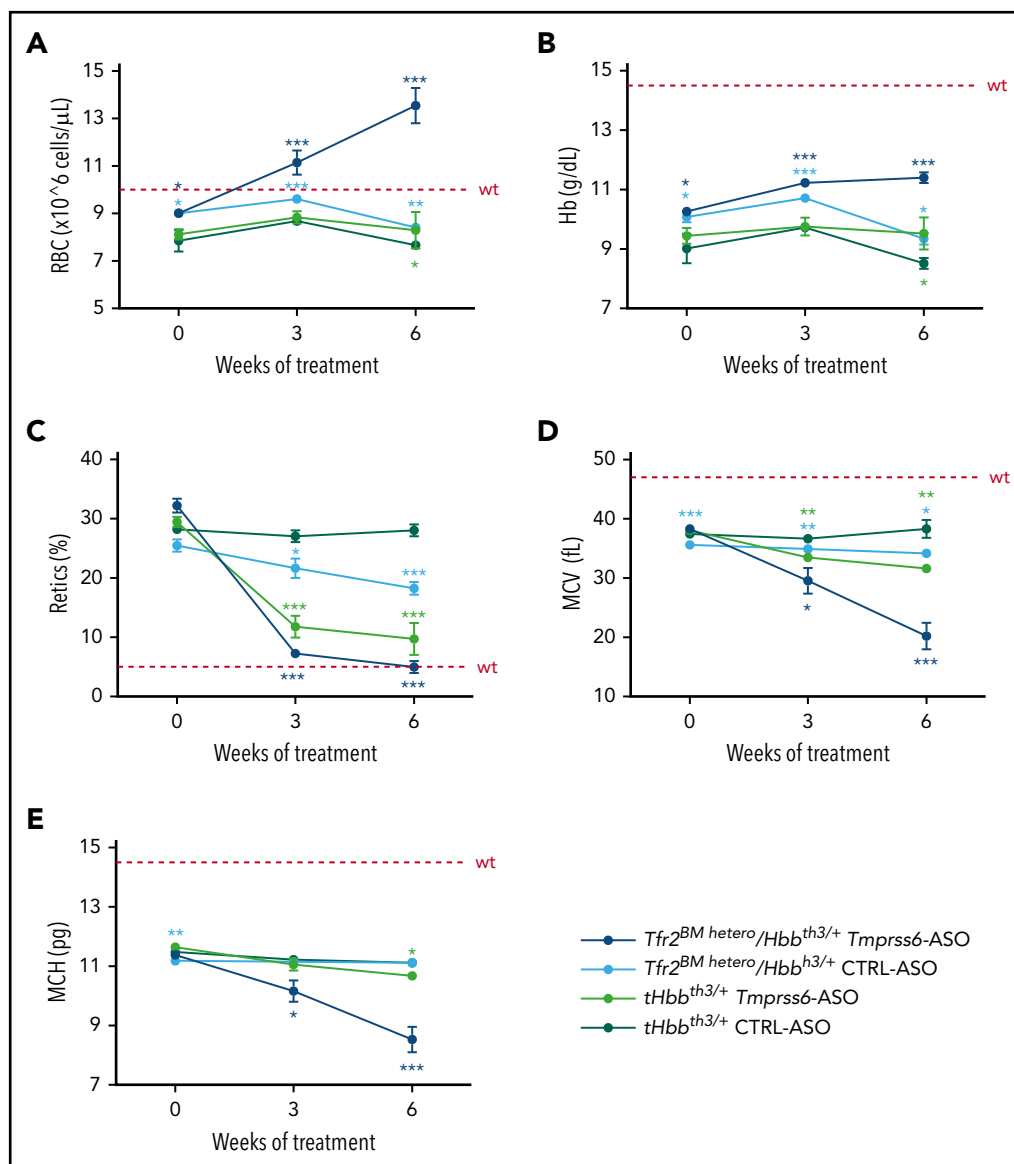 A
15
***
13
***
11
wt
*
***
*
**
9
7
*
5
RBC (x10^6 cells/μL)
0 3 6
Weeks of treatment
B
15
wt
13
***
***
***
11
*
*
*
9
*
7
Hb (g/dL)
0 3 6
Weeks of treatment
C
40
30
*
20
***
***
***
10
wt
***
***
0
Retics (%)
0 3 6
Weeks of treatment
D
50
wt
**
**
***
**
*
40
30
*
20
***
10
MCV (fL)
0 3 6
Weeks of treatment
E
15
wt
13
**
*
11
*
9
***
7
MCH (pg)
0 3 6
Weeks of treatment
Tfr2BM hetero/Hbbth3/+ Tmprss6-ASO
Tfr2BM hetero/Hbbh3/+ CTRL-ASO
tHbbth3/+ Tmprss6-ASO
tHbbth3/+ CTRL-ASO